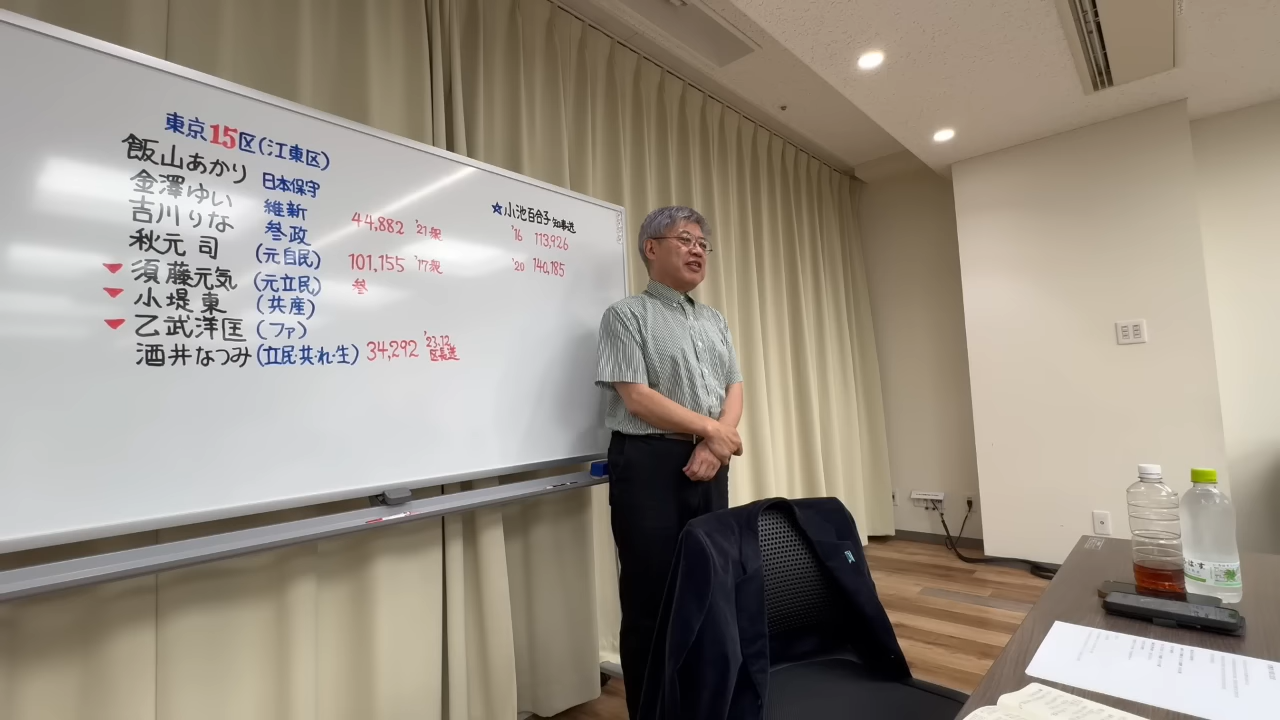 東京15区(江東区)
飯山あかり 日本保守
金澤ゆい 維新 44,882 '21衆
吉川りな 参政
秋元司 (元自民) 101,155 '17衆
▼須藤元気 (元立民) 参
▼小堤東 (共産)
▼乙武洋匡 (ファ)
酒井なつみ (立民共・れ・生) 34,292 '23.12 区長選
☆小池百合子 知事選
'16 113,926
'20 140,185